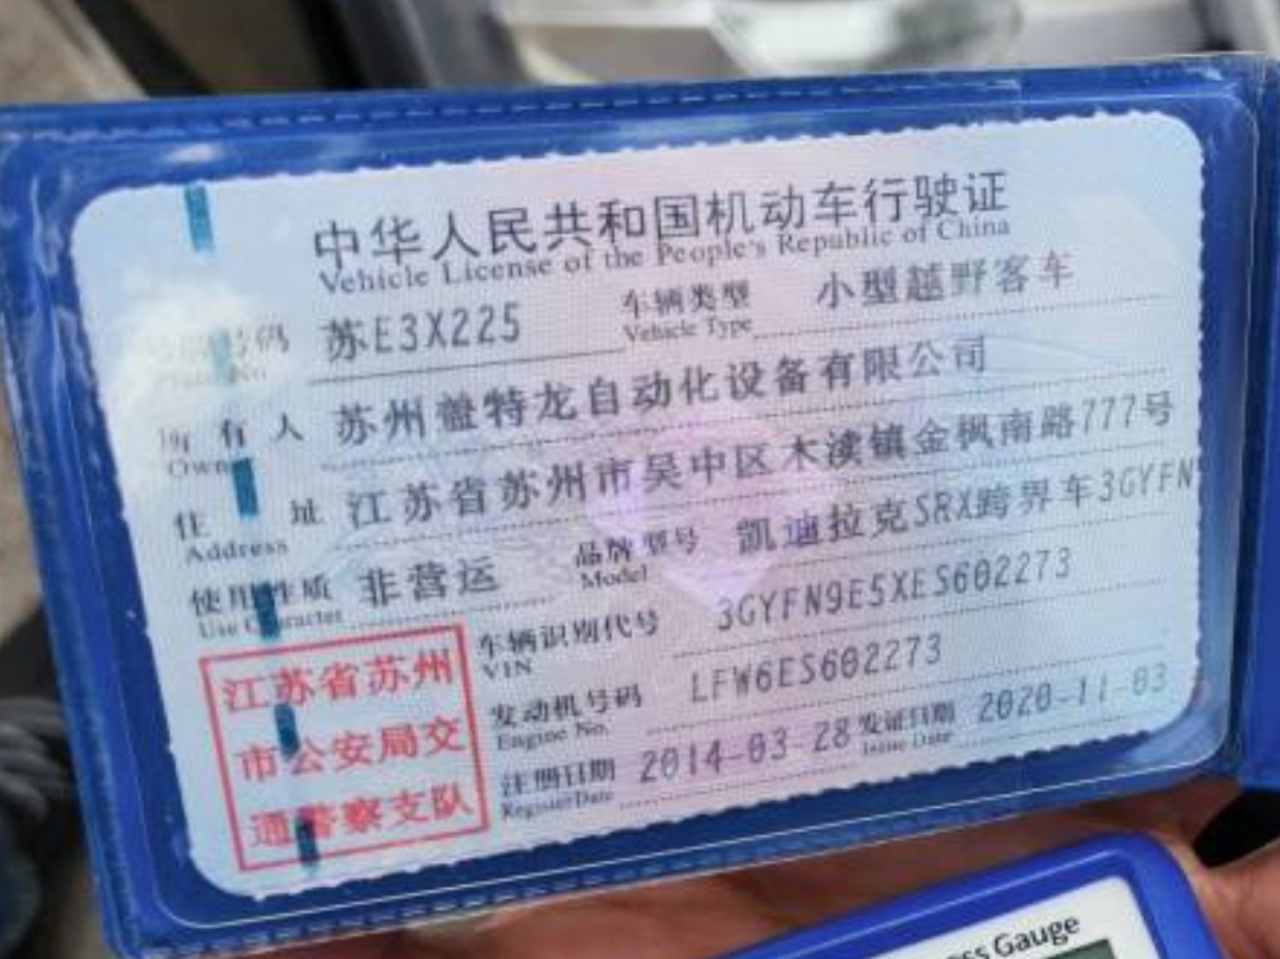 中华人民共和国机动车行驶证
Vehicle License of the People's Republic of China
号码 苏E3X225 车辆类型 小型越野客车
Plate No. Vehicle Type
所有人 苏州谥特龙自动化设备有限公司
Owner
住址 江苏省苏州市吴中区木渎镇金枫南路777号
Address
使用性质 非营运 品牌型号 凯迪拉克SRX跨界车3GYFN
Use Character Model
车辆识别代号 3GYFN9E5XES602273
VIN
发动机号码 LFW6ES602273
Engine No.
注册日期 2014-03-28 发证日期 2020-11-03
Register Date Issue Date
江苏省苏州
市公安局交
通警察支队
ss Gauge